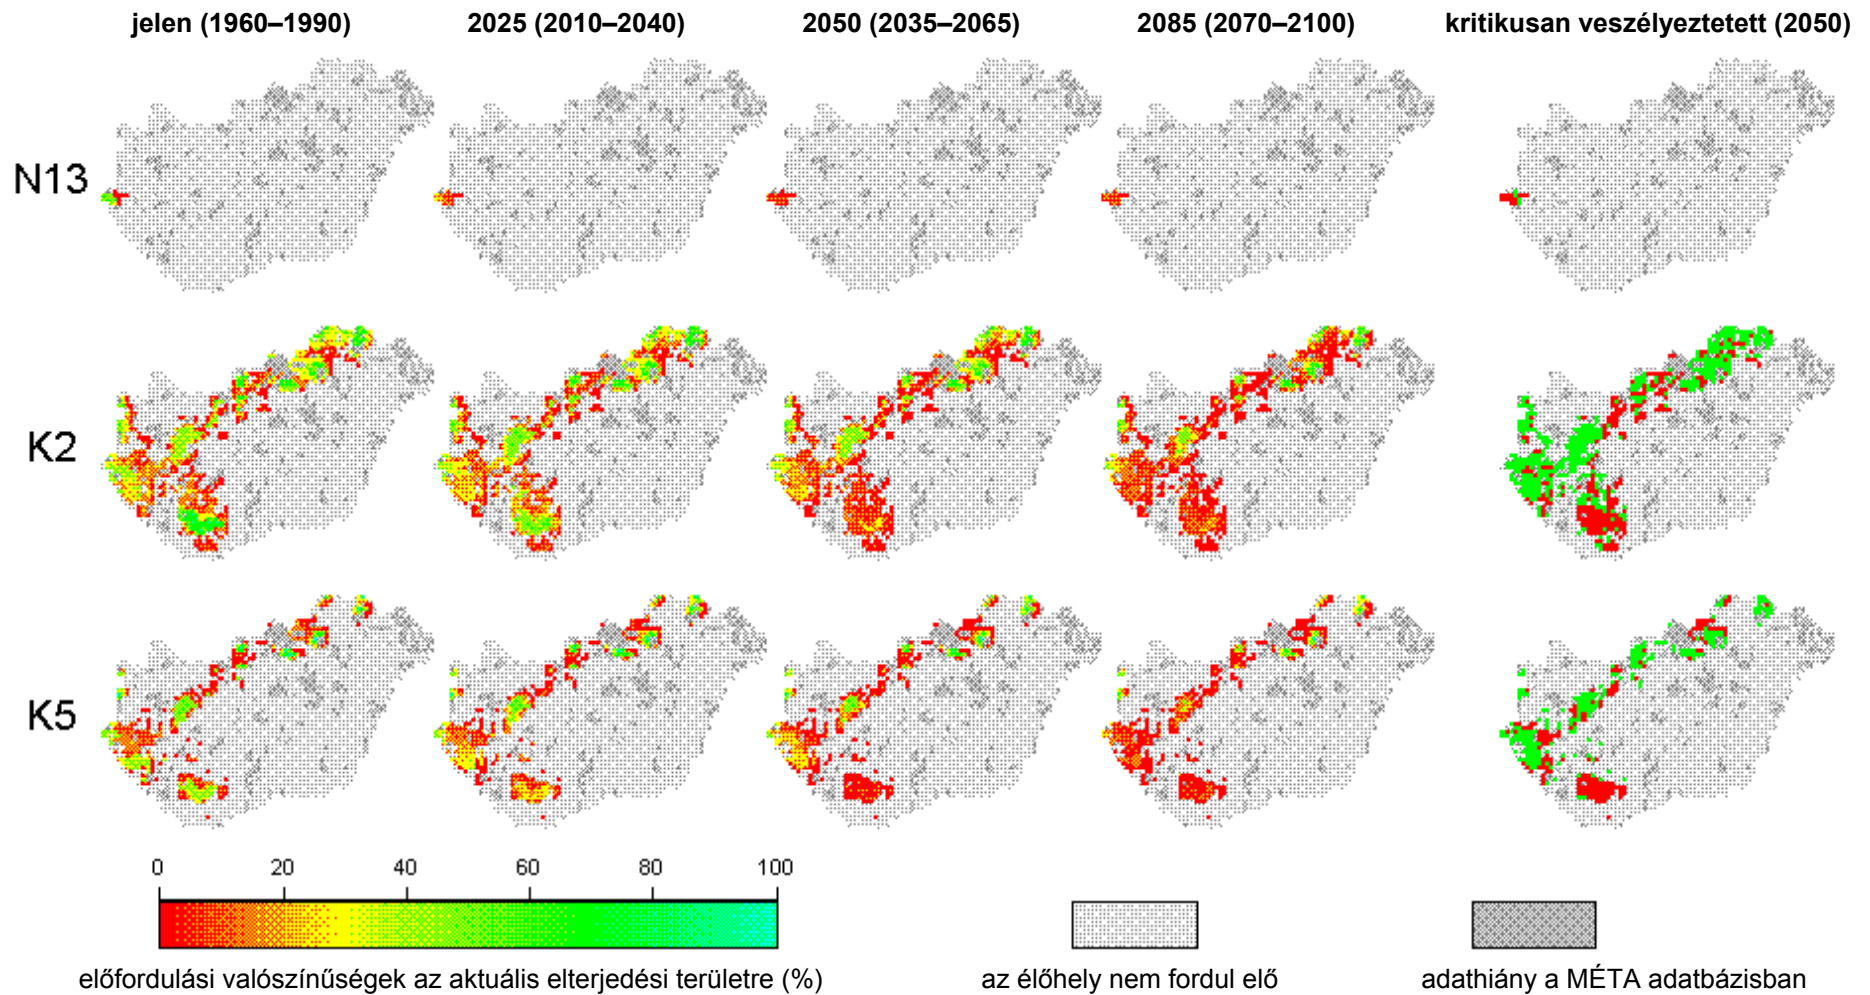 jelen (1960–1990) 2025 (2010–2040) 2050 (2035–2065) 2085 (2070–2100) kritikusan veszélyeztetett (2050)
N13
K2
K5
0 20 40 60 80 100
előfordulási valószínűségek az aktuális elterjedési területre (%) az élőhely nem fordul elő adathiány a MÉTA adatbázisban